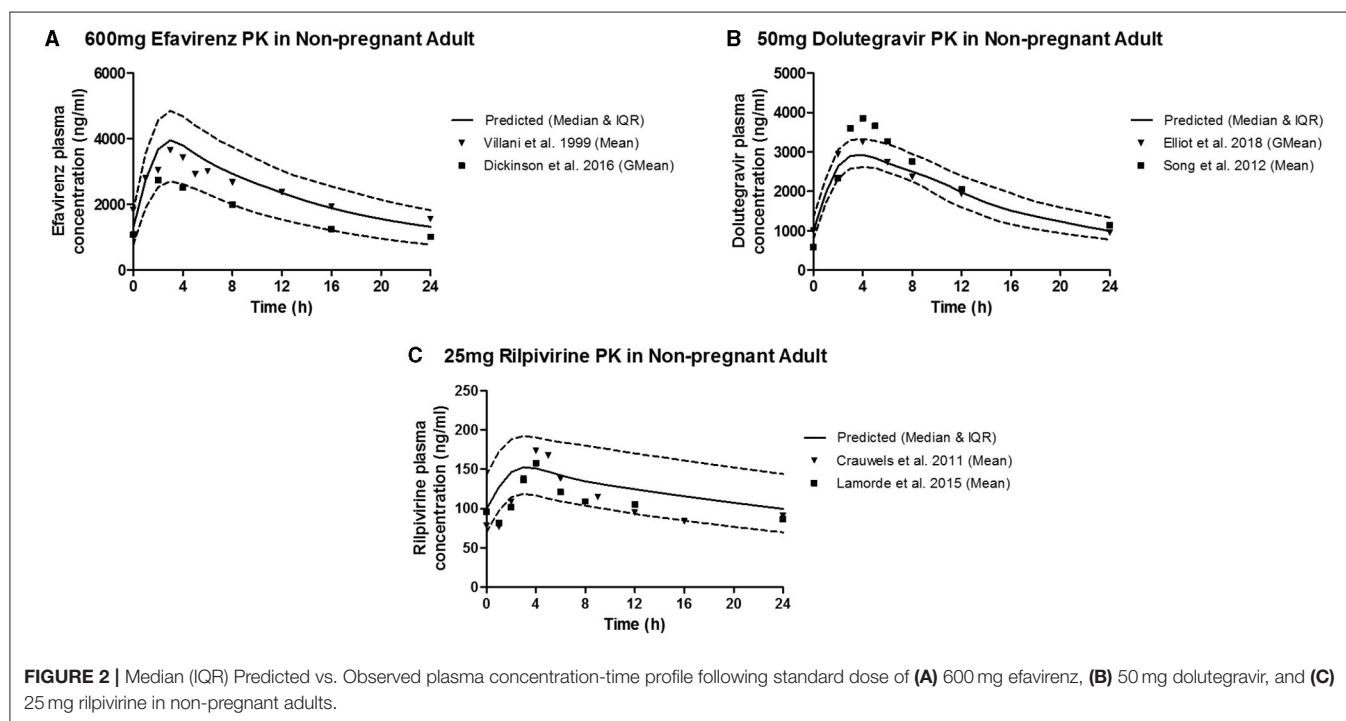 A 600mg Efavirenz PK in Non-pregnant Adult
Efavirenz plasma
concentration (ng/ml)
6000
4000
2000
0
0 4 8 12 16 20 24
Time (h)
Predicted (Median & IQR)
Villani et al. 1999 (Mean)
Dickinson et al. 2016 (GMean)
B 50mg Dolutegravir PK in Non-pregnant Adult
Dolutegravir plasma
concentration (ng/ml)
5000
4000
3000
2000
1000
0
0 4 8 12 16 20 24
Time (h)
Predicted (Median & IQR)
Elliot et al. 2018 (GMean)
Song et al. 2012 (Mean)
C 25mg Rilpivirine PK in Non-pregnant Adult
Rilpivirine plasma
concentration (ng/ml)
250
200
150
100
50
0
0 4 8 12 16 20 24
Time (h)
Predicted (Median & IQR)
Crauwels et al. 2011 (Mean)
Lamorde et al. 2015 (Mean)
FIGURE 2 | Median (IQR) Predicted vs. Observed plasma concentration-time profile following standard dose of (A) 600 mg efavirenz, (B) 50 mg dolutegravir, and (C)
25 mg rilpivirine in non-pregnant adults.